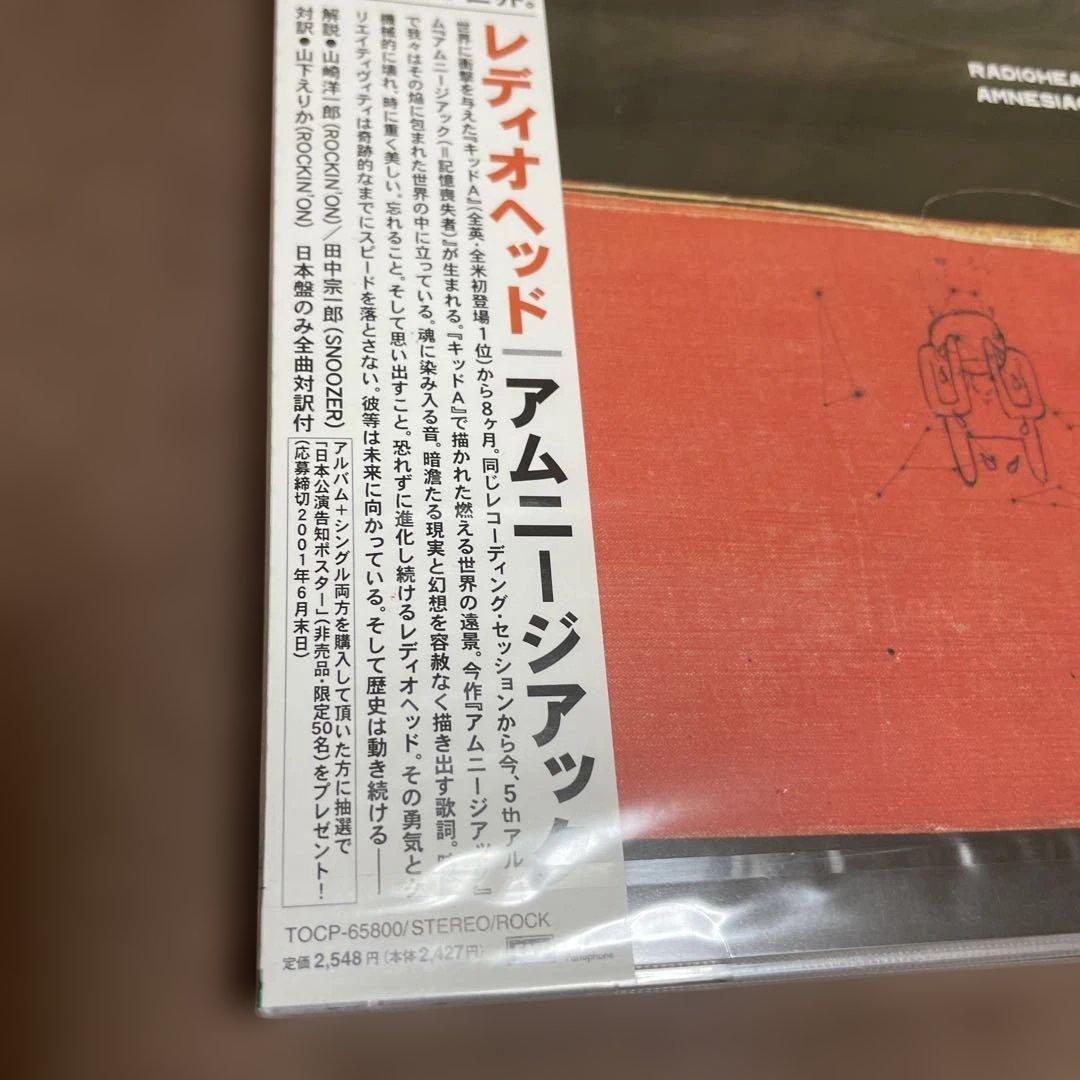 レディオヘッド｜アムニージアック
世界に衝撃を与えた『キッドA』(全英・全米初登場1位)から8ヶ月。同じレコーディング・セッションから今、5thアル
ム『アムニージアック(=記憶喪失者)』が生まれる。『キッドA』で描かれた燃える世界の遠景。今作『アムニージアック』
で我々はその焔に包まれた世界の中に立っている。魂に染み入る音。暗澹たる現実と幻想を容赦なく描き出す歌詞。
機械的に壊れ、時に重く美しい。忘れること。そして思い出すこと。恐れずに進化し続けるレディオヘッド。その勇気と
リエイティヴィティは奇跡的なまでにスピードを落とさない。彼等は未来に向かっている。そして歴史は動き続ける——
解説●山崎洋一郎(ROCKIN'ON)／田中宗一郎(SNOOZER)
対訳●山下えりか(ROCKIN'ON) 日本盤のみ全曲対訳付
アルバム+シングル両方を購入して頂いた方に抽選で
「日本公演告知ポスター」(非売品・限定50名)をプレゼント!
(応募締切2001年6月末日)
TOCP-65800/STEREO/ROCK
定価2,548円(本体2,427円)
Parlophone
RADIOHEA
AMNESIAC